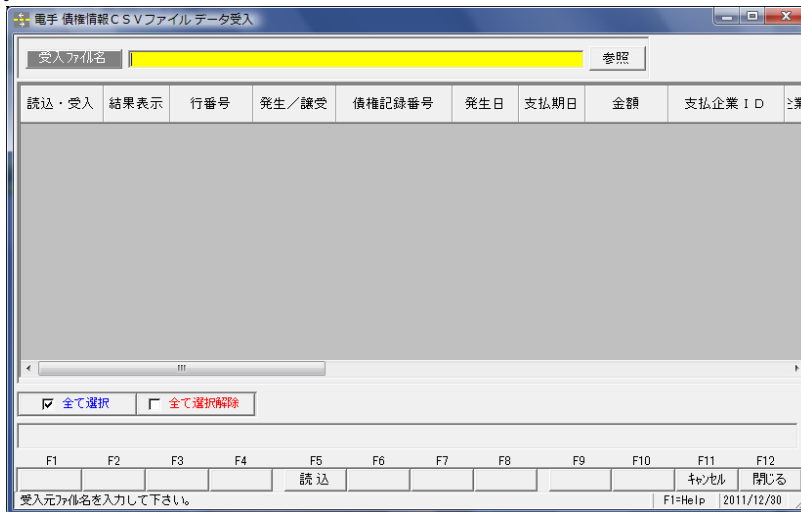 電手 債権情報ＣＳＶファイル データ受入
受入ファイル名 参照
読込・受入 結果表示 行番号 発生／譲受 債権記録番号 発生日 支払期日 金額 支払企業ＩＤ
全て選択 全て選択解除
F1 F2 F3 F4 F5 F6 F7 F8 F9 F10 F11 F12
読込 ｷｬﾝｾﾙ 閉じる
受入元ﾌｧｲﾙ名を入力して下さい。 F1=Help 2011/12/30